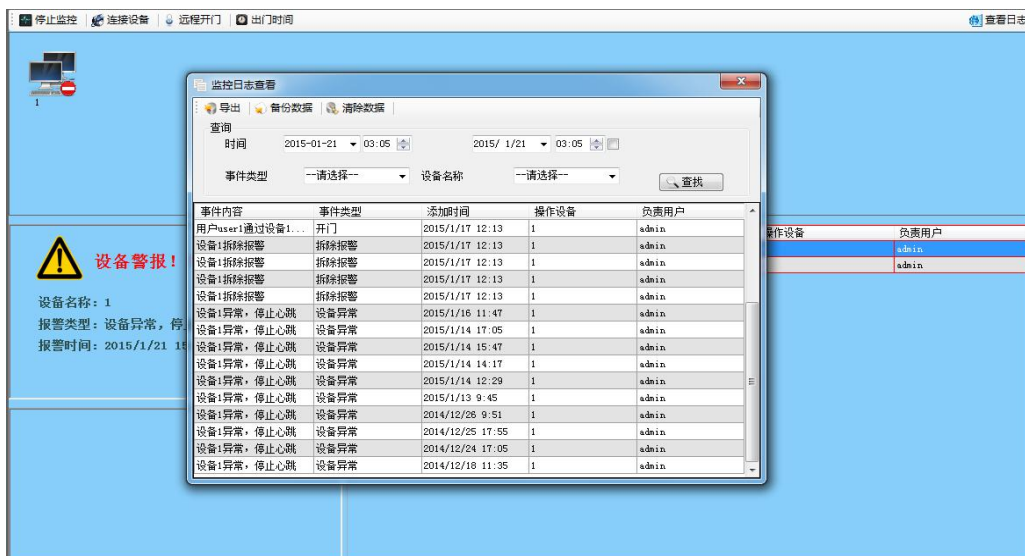 停止监控 连接设备 远程开门 出门时间 查看日志
1
监控日志查看
导出 备份数据 清除数据
查询
时间 2015-01-21 03:05 2015/ 1/21 03:05
事件类型 --请选择-- 设备名称 --请选择-- 查找
事件内容 事件类型 添加时间 操作设备 负责用户
用户user1通过设备1... 开门 2015/1/17 12:13 1 admin
设备1拆除报警 拆除报警 2015/1/17 12:13 1 admin
设备1拆除报警 拆除报警 2015/1/17 12:13 1 admin
设备1拆除报警 拆除报警 2015/1/17 12:13 1 admin
设备1拆除报警 拆除报警 2015/1/17 12:13 1 admin
设备1异常，停止心跳 设备异常 2015/1/16 11:47 1 admin
设备1异常，停止心跳 设备异常 2015/1/14 17:05 1 admin
设备1异常，停止心跳 设备异常 2015/1/14 15:47 1 admin
设备1异常，停止心跳 设备异常 2015/1/14 14:17 1 admin
设备1异常，停止心跳 设备异常 2015/1/14 12:29 1 admin
设备1异常，停止心跳 设备异常 2015/1/13 9:45 1 admin
设备1异常，停止心跳 设备异常 2014/12/26 9:51 1 admin
设备1异常，停止心跳 设备异常 2014/12/25 17:55 1 admin
设备1异常，停止心跳 设备异常 2014/12/24 17:05 1 admin
设备1异常，停止心跳 设备异常 2014/12/18 11:35 1 admin
设备警报！
设备名称：1
报警类型：设备异常，停
报警时间：2015/1/21 15
操作设备 负责用户
admin
admin